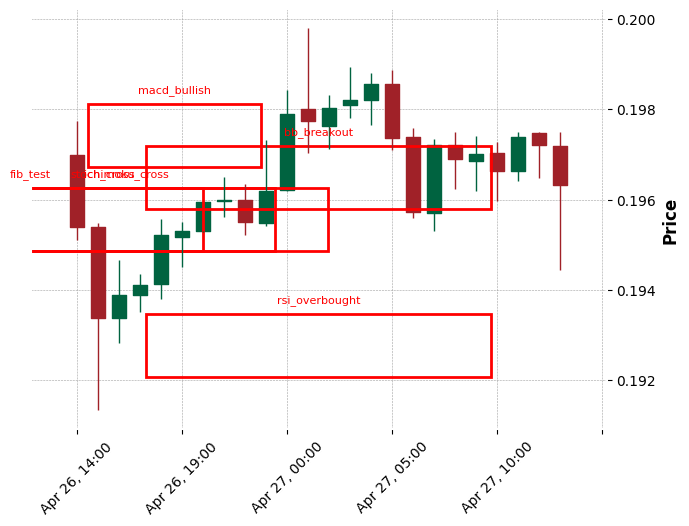 0.200
macd_bullish
0.198
bb_breakout
fib_test
0.196
Price
0.194
rsi_overbought
0.192
Apr 26, 14:00
Apr 26, 19:00
Apr 27, 00:00
Apr 27, 05:00
Apr 27, 10:00